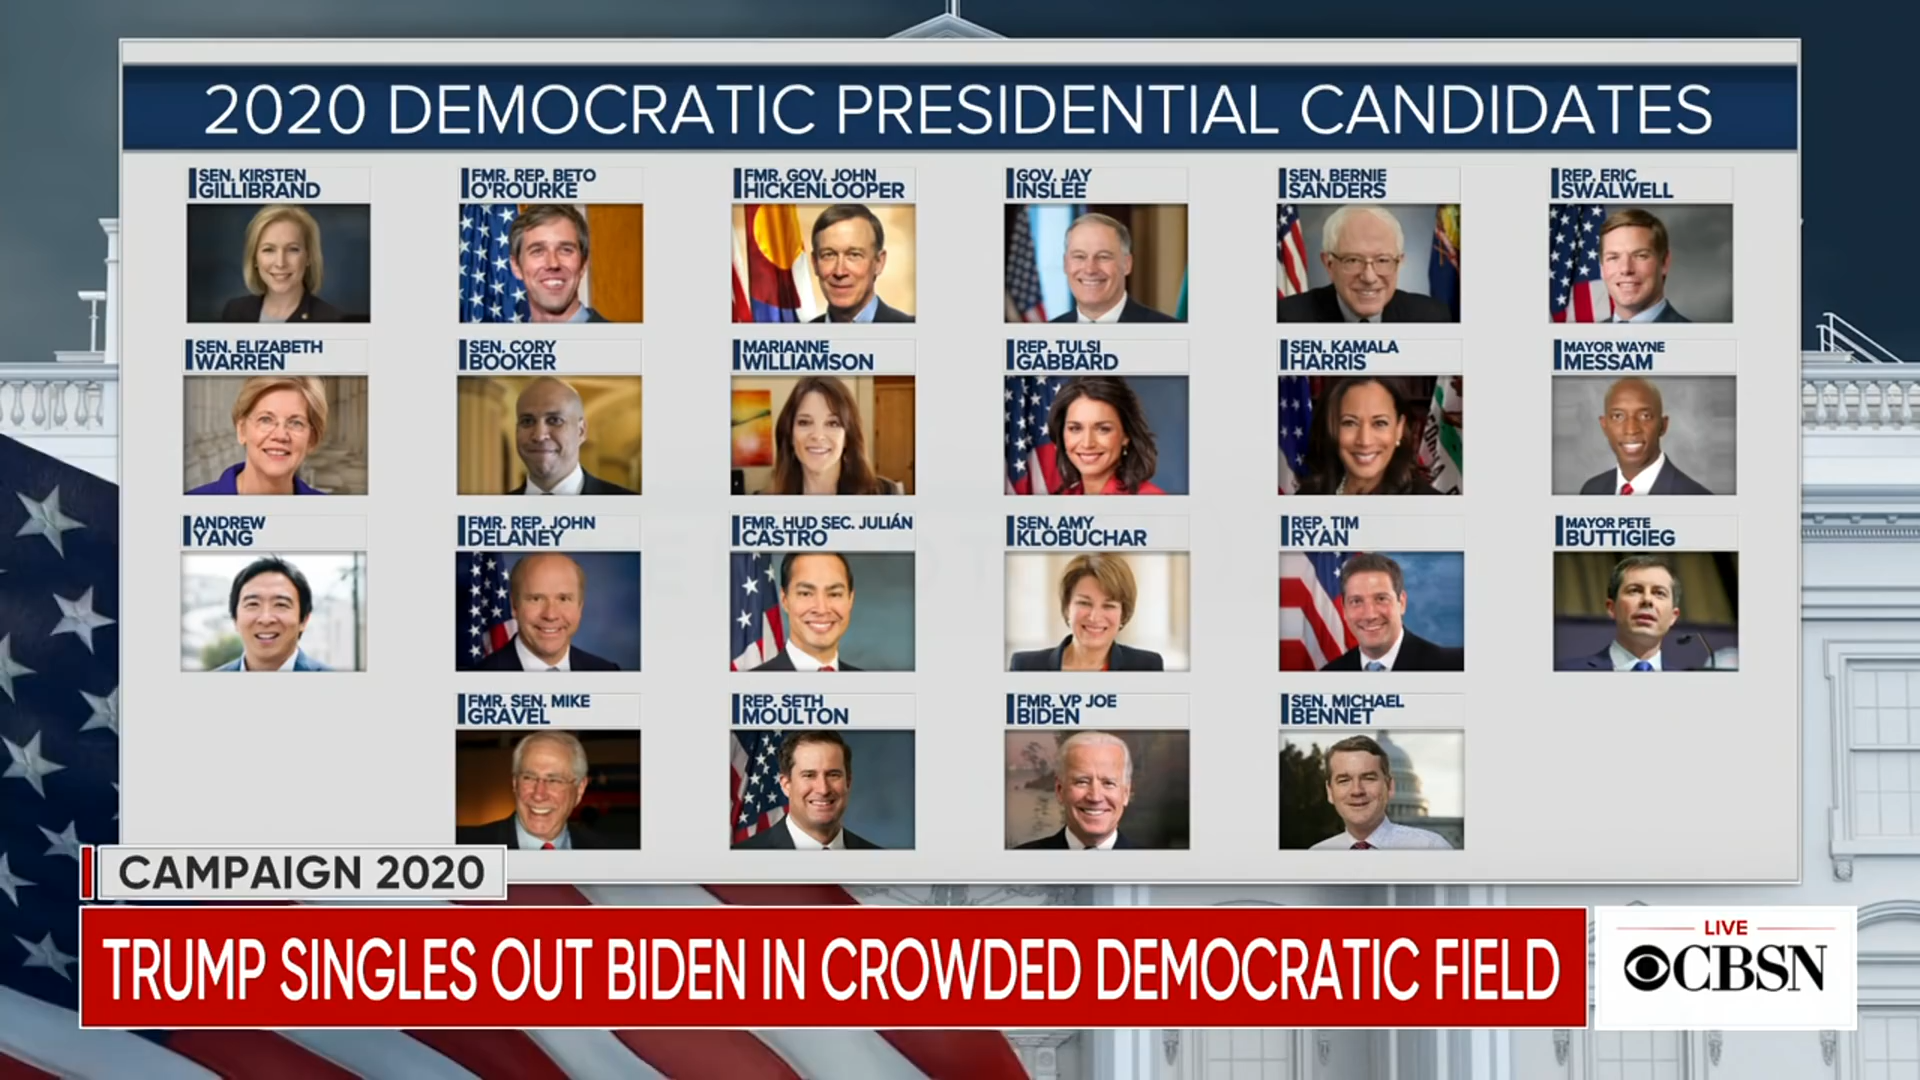 2020 DEMOCRATIC PRESIDENTIAL CANDIDATES
SEN. KIRSTEN
GILLIBRAND
FMR. REP. BETO
O'ROURKE
FMR. GOV. JOHN
HICKENLOOPER
GOV. JAY
INSLEE
SEN. BERNIE
SANDERS
REP. ERIC
SWALWELL
SEN. ELIZABETH
WARREN
SEN. CORY
BOOKER
MARIANNE
WILLIAMSON
REP. TULSI
GABBARD
SEN. KAMALA
HARRIS
MAYOR WAYNE
MESSAM
ANDREW
YANG
FMR. REP. JOHN
DELANEY
FMR. HUD SEC. JULIÁN
CASTRO
SEN. AMY
KLOBUCHAR
REP. TIM
RYAN
MAYOR PETE
BUTTIGIEG
FMR. SEN. MIKE
GRAVEL
REP. SETH
MOULTON
FMR. VP JOE
BIDEN
SEN. MICHAEL
BENNET
CAMPAIGN 2020
TRUMP SINGLES OUT BIDEN IN CROWDED DEMOCRATIC FIELD
LIVE
CBSN